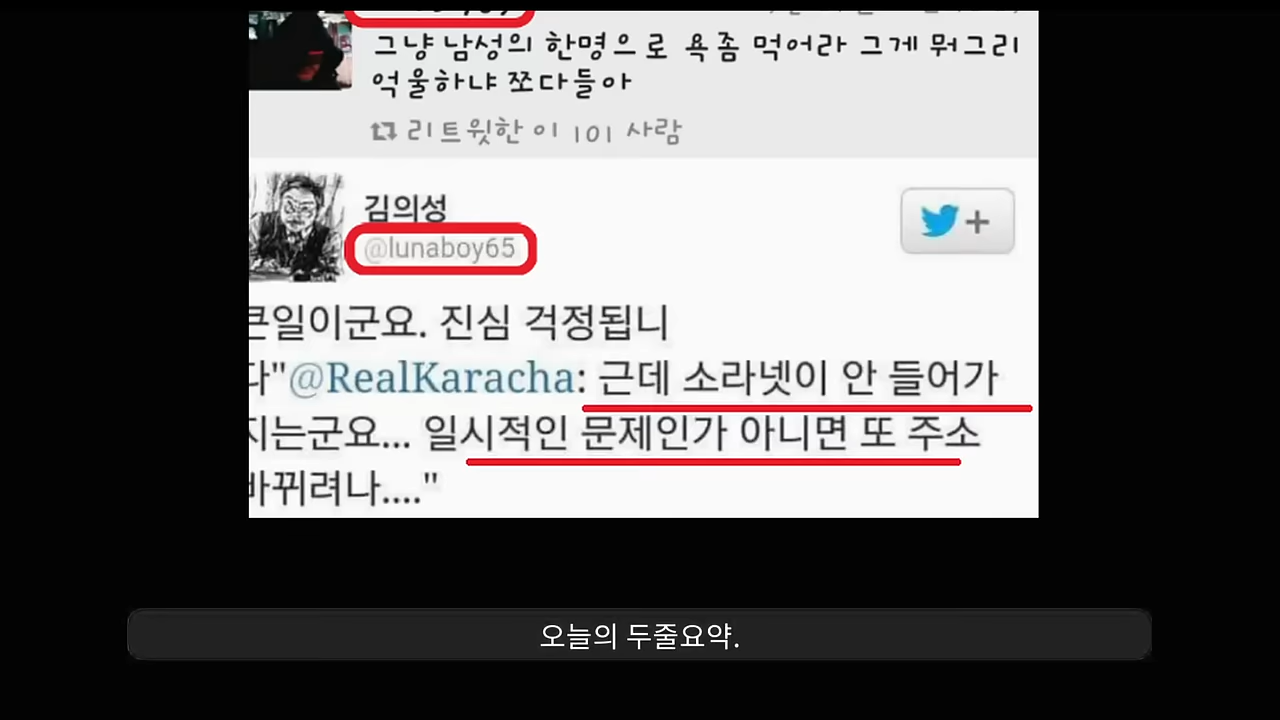 그냥 남성의 한명으로 욕좀 먹어라 그게 뭐그리
억울하냐 쪼다들아
리트윗한 이 101 사람
김의성
@lunaboy65
큰일이군요. 진심 걱정됩니
다"@RealKaracha: 근데 소라넷이 안 들어가
지는군요... 일시적인 문제인가 아니면 또 주소
바뀌려나...."
오늘의 두줄요약.